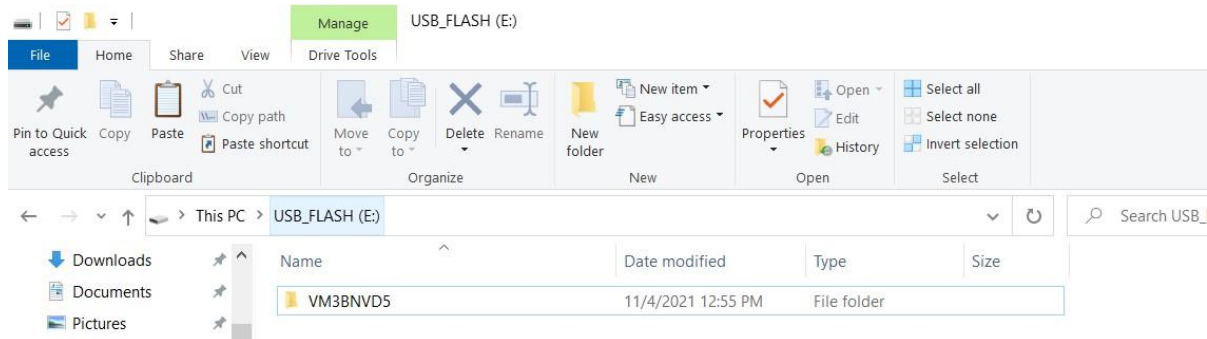 Manage USB_FLASH (E:)
File Home Share View Drive Tools
Pin to Quick access
Copy
Paste
Cut
Copy path
Paste shortcut
Clipboard
Move to
Copy to
Delete
Rename
Organize
New folder
New item
Easy access
New
Properties
Open
Edit
History
Open
Select all
Select none
Invert selection
Select
This PC > USB_FLASH (E:)
Search USB_
Downloads
Documents
Pictures
Name Date modified Type Size
VM3BNVD5 11/4/2021 12:55 PM File folder